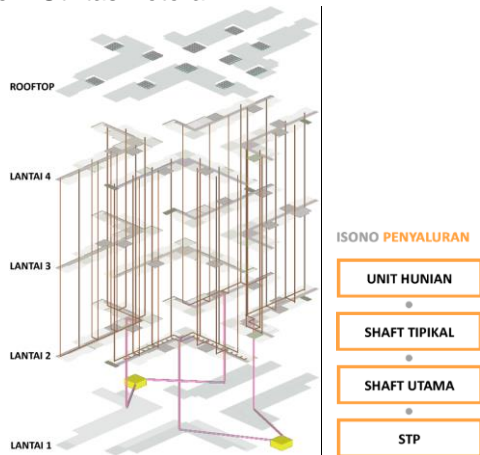 ROOFTOP
LANTAI 4
LANTAI 3
LANTAI 2
LANTAI 1
ISONO PENYALURAN
UNIT HUNIAN
SHAFT TIPIKAL
SHAFT UTAMA
STP